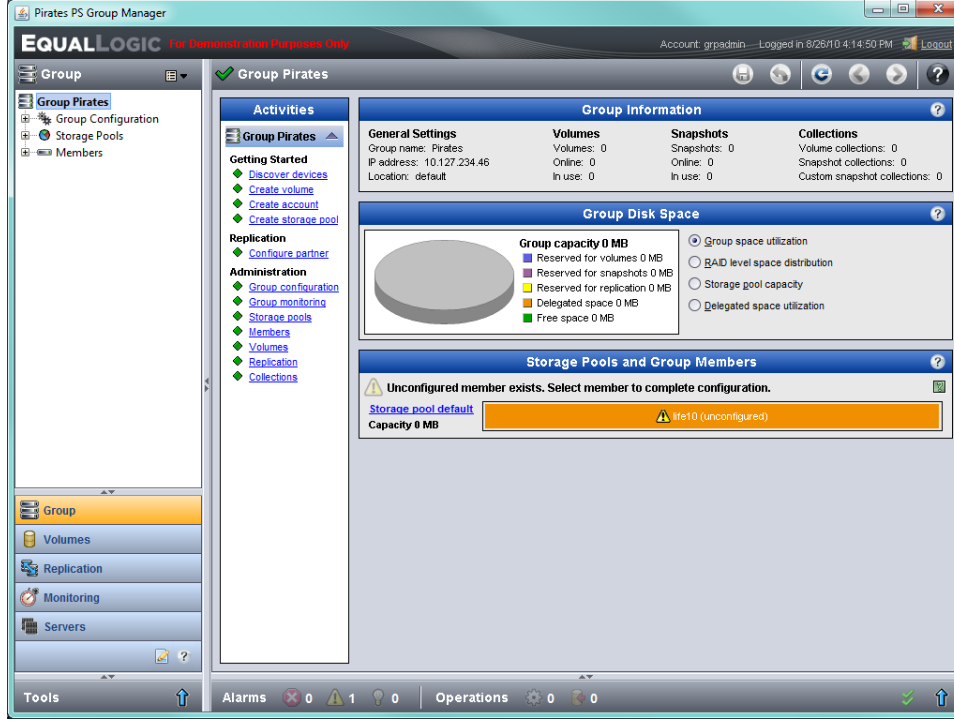 Pirates PS Group Manager
EQUALLOGIC For Demonstration Purposes Only
Account: grpadmin Logged in 8/26/10 4:14:50 PM Logout
Group
Group Pirates
Group Configuration
Storage Pools
Members
Group
Volumes
Replication
Monitoring
Servers
Tools
Group Pirates
Activities
Group Pirates
Getting Started
Discover devices
Create volume
Create account
Create storage pool
Replication
Configure partner
Administration
Group configuration
Group monitoring
Storage pools
Members
Volumes
Replication
Collections
Group Information
General Settings
Group name: Pirates
IP address: 10.127.234.46
Location: default
Volumes
Volumes: 0
Online: 0
In use: 0
Snapshots
Snapshots: 0
Online: 0
In use: 0
Collections
Volume collections: 0
Snapshot collections: 0
Custom snapshot collections: 0
Group Disk Space
Group capacity 0 MB
Reserved for volumes 0 MB
Reserved for snapshots 0 MB
Reserved for replication 0 MB
Delegated space 0 MB
Free space 0 MB
Group space utilization
RAID level space distribution
Storage pool capacity
Delegated space utilization
Storage Pools and Group Members
Unconfigured member exists. Select member to complete configuration.
Storage pool default
Capacity 0 MB
life10 (unconfigured)
Alarms 0 1 0 Operations 0 0